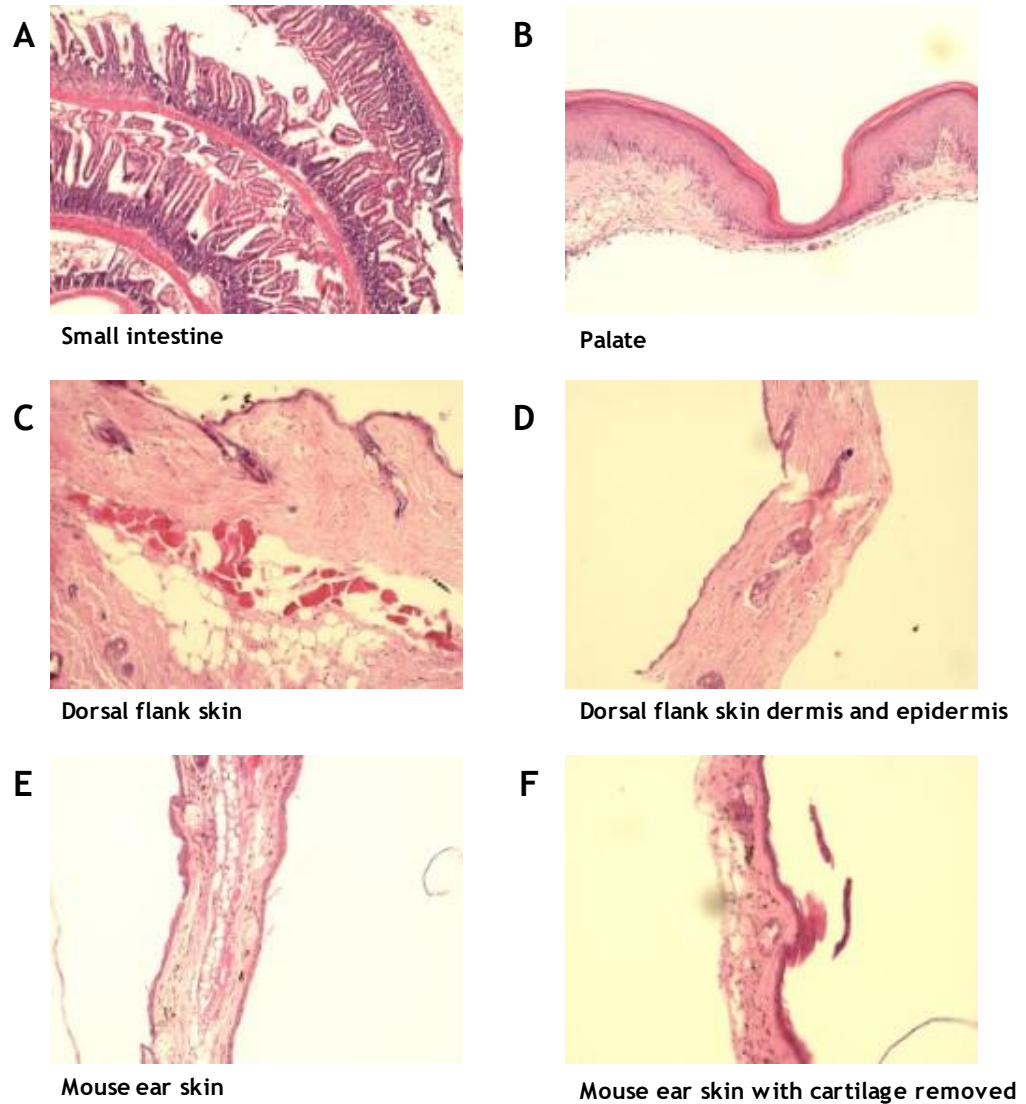 A
B
Small intestine
Palate
C
D
Dorsal flank skin
Dorsal flank skin dermis and epidermis
E
F
Mouse ear skin
Mouse ear skin with cartilage removed